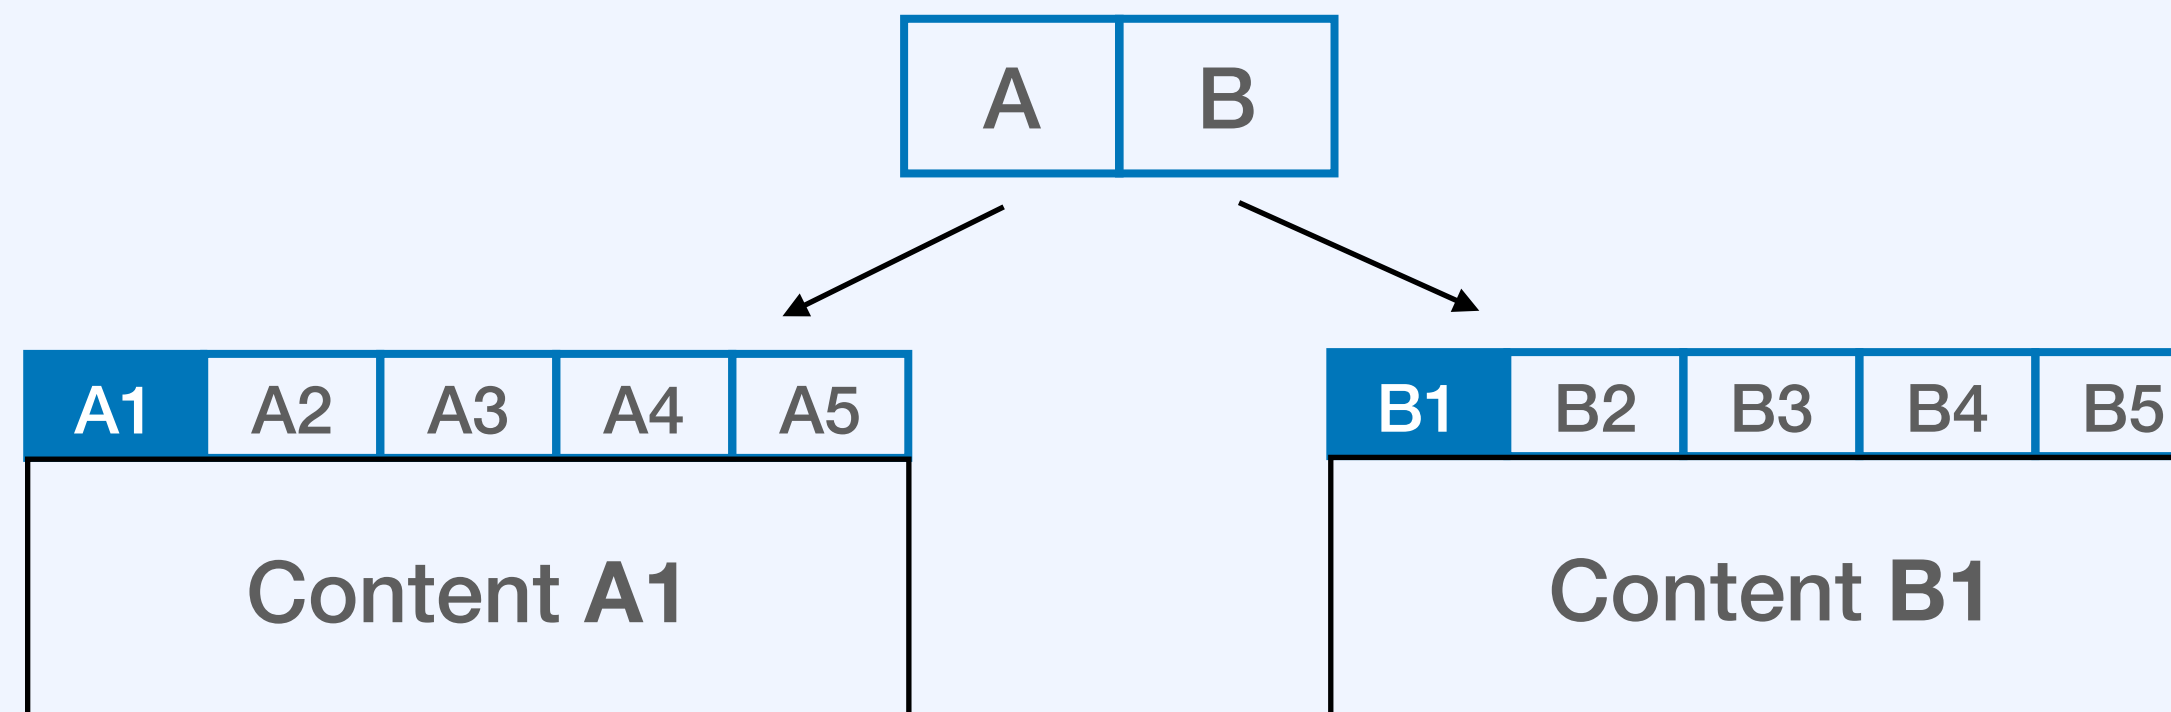 A B
A1 A2 A3 A4 A5
B1 B2 B3 B4 B5
Content A1
Content B1